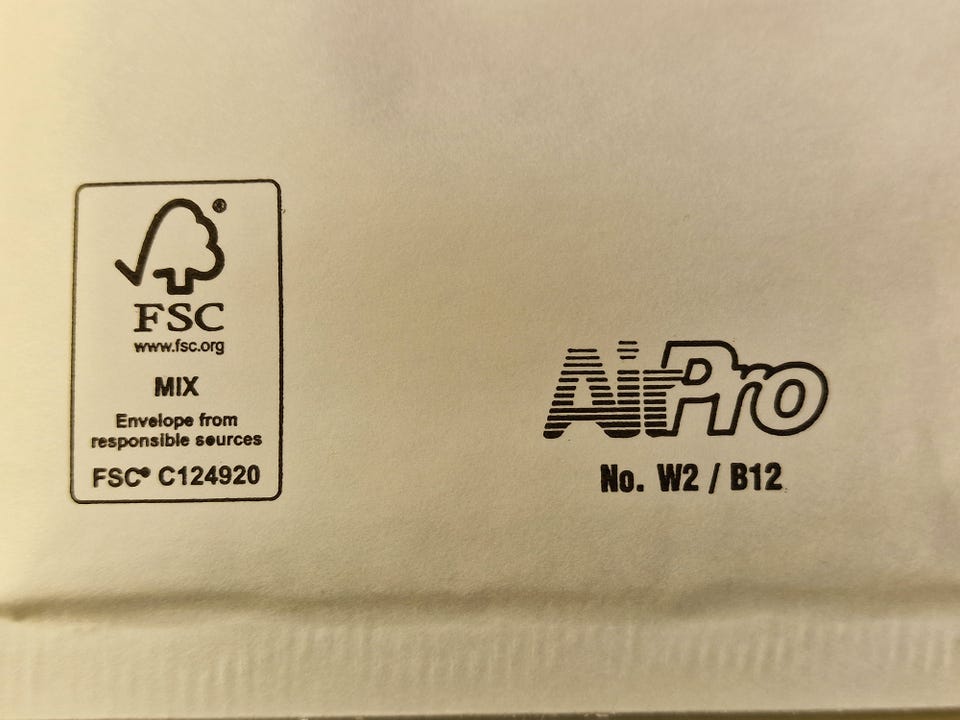 FSC®
www.fsc.org
MIX
Envelope from
responsible sources
FSC® C124920
AirPro
No. W2 / B12